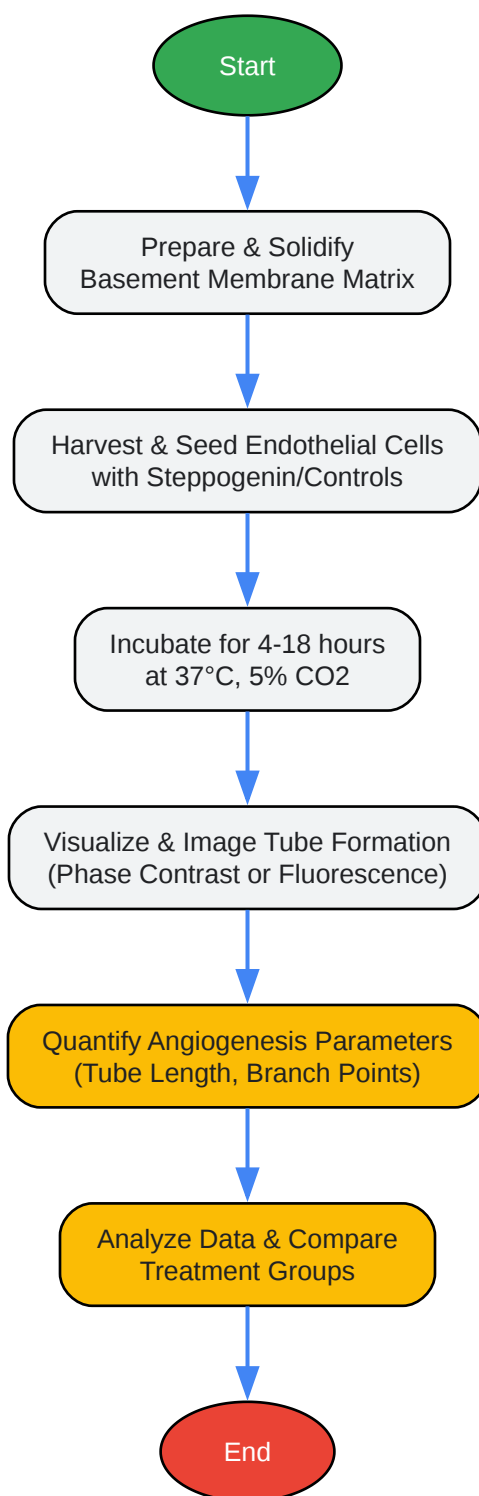 Start
Prepare & Solidify
Basement Membrane Matrix
Harvest & Seed Endothelial Cells
with Steppogenin/Controls
Incubate for 4-18 hours
at 37°C, 5% CO2
Visualize & Image Tube Formation
(Phase Contrast or Fluorescence)
Quantify Angiogenesis Parameters
(Tube Length, Branch Points)
Analyze Data & Compare
Treatment Groups
End